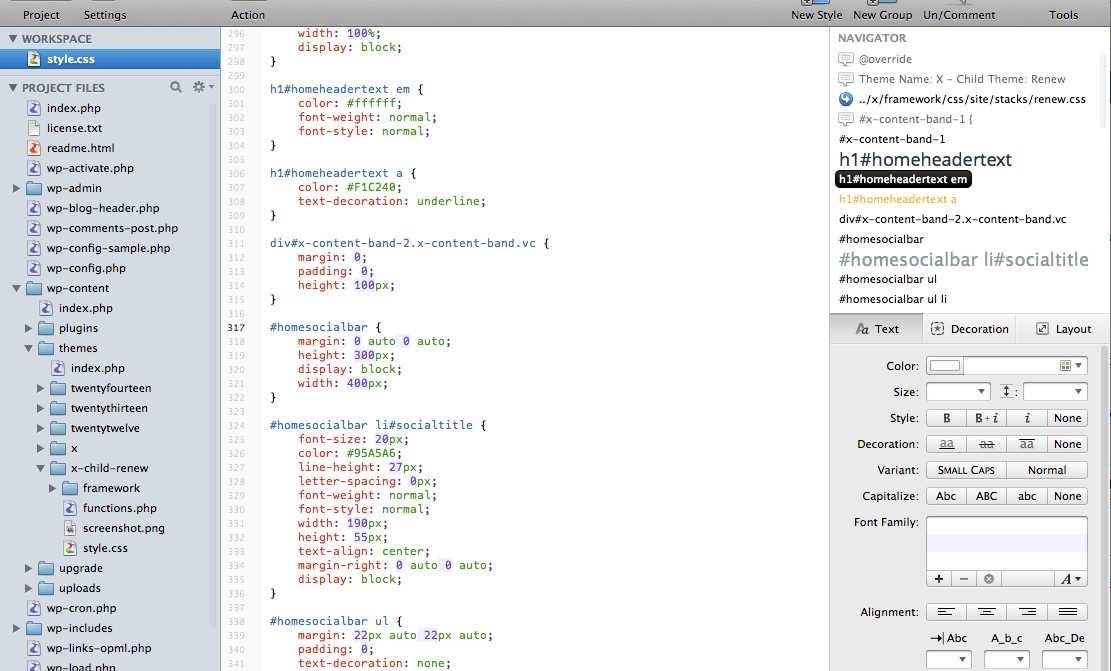 Project Settings Action New Style New Group Un/Comment Tools
WORKSPACE
style.css
PROJECT FILES
index.php
license.txt
readme.html
wp-activate.php
wp-admin
wp-blog-header.php
wp-comments-post.php
wp-config-sample.php
wp-config.php
wp-content
index.php
plugins
themes
index.php
twentyfourteen
twentythirteen
twentytwelve
x
x-child-renew
framework
functions.php
screenshot.png
style.css
upgrade
uploads
wp-cron.php
wp-includes
wp-links-opml.php
wp-load.php
296 width: 100%;
297 display: block;
298 }
299
300 h1#homeheadertext em {
301 color: #ffffff;
302 font-weight: normal;
303 font-style: normal;
304 }
305
306 h1#homeheadertext a {
307 color: #F1C240;
308 text-decoration: underline;
309 }
310
311 div#x-content-band-2.x-content-band.vc {
312 margin: 0;
313 padding: 0;
314 height: 100px;
315 }
316
317 #homesocialbar {
318 margin: 0 auto 0 auto;
319 height: 300px;
320 display: block;
321 width: 400px;
322 }
323
324 #homesocialbar li#socialtitle {
325 font-size: 20px;
326 color: #95A5A6;
327 line-height: 27px;
328 letter-spacing: 0px;
329 font-weight: normal;
330 font-style: normal;
331 width: 190px;
332 height: 55px;
333 text-align: center;
334 margin-right: 0 auto 0 auto;
335 display: block;
336 }
337
338 #homesocialbar ul {
339 margin: 22px auto 22px auto;
340 padding: 0;
341 text-decoration: none;
NAVIGATOR
@override
Theme Name: X – Child Theme: Renew
../x/framework/css/site/stacks/renew.css
#x-content-band-1 {
#x-content-band-1
h1#homeheadertext
h1#homeheadertext em
h1#homeheadertext a
div#x-content-band-2.x-content-band.vc
#homesocialbar
#homesocialbar li#socialtitle
#homesocialbar ul
#homesocialbar ul li
Aa Text Decoration Layout
Color:
Size: :
Style: B B+i i None
Decoration: aa aa aa None
Variant: SMALL CAPS Normal
Capitalize: Abc ABC abc None
Font Family:
+ − A
Alignment:
Abc A_b_c Abc_De